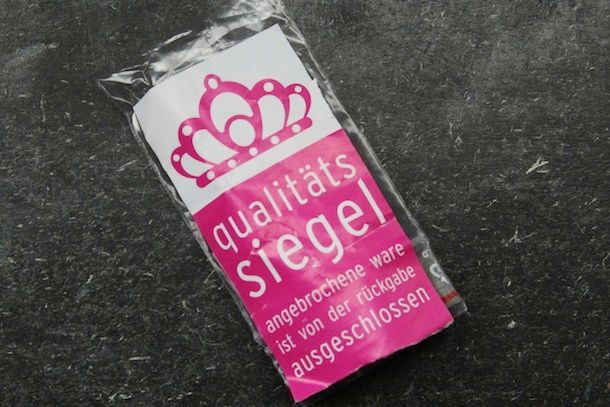 qualitäts
siegel
angebrochene ware
ist von der rückgabe
ausgeschlossen